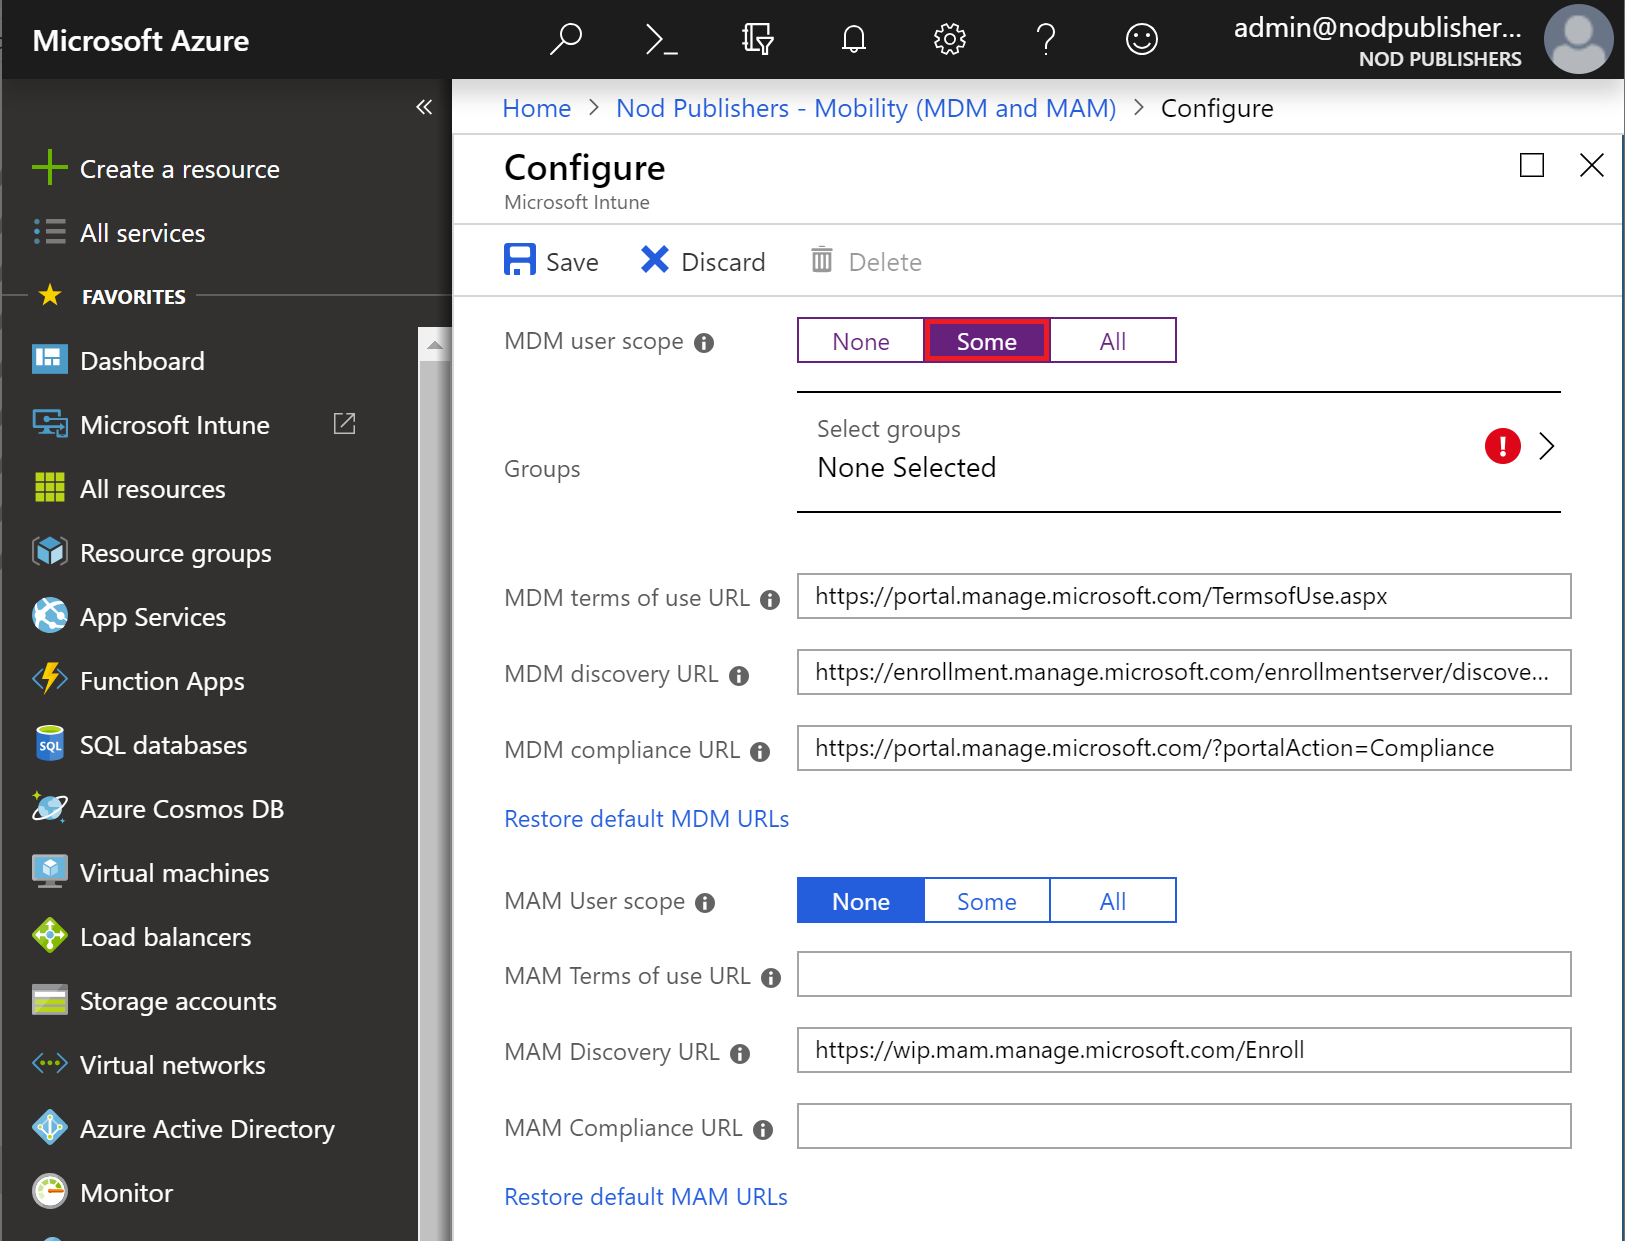 Microsoft Azure
admin@nodpublisher...
NOD PUBLISHERS
«
Create a resource
All services
FAVORITES
Dashboard
Microsoft Intune
All resources
Resource groups
App Services
Function Apps
SQL
SQL databases
Azure Cosmos DB
Virtual machines
Load balancers
Storage accounts
Virtual networks
Azure Active Directory
Monitor
Home > Nod Publishers - Mobility (MDM and MAM) > Configure
Configure
Microsoft Intune
Save Discard Delete
MDM user scope None Some All
Groups
Select groups
None Selected
MDM terms of use URL https://portal.manage.microsoft.com/TermsofUse.aspx
MDM discovery URL https://enrollment.manage.microsoft.com/enrollmentserver/discove...
MDM compliance URL https://portal.manage.microsoft.com/?portalAction=Compliance
Restore default MDM URLs
MAM User scope None Some All
MAM Terms of use URL
MAM Discovery URL https://wip.mam.manage.microsoft.com/Enroll
MAM Compliance URL
Restore default MAM URLs